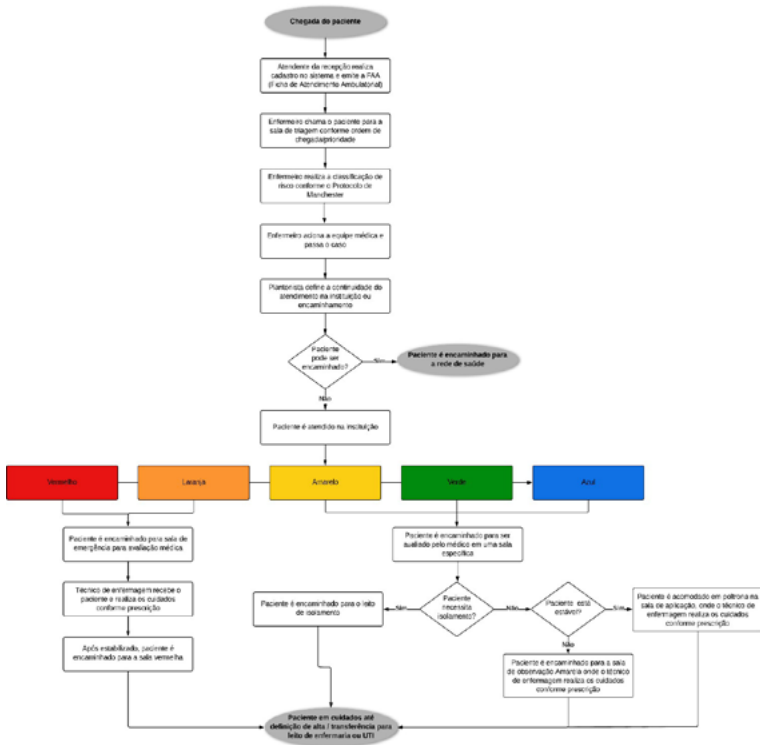 Chegada do paciente
Atendente da recepção realiza
cadastro no sistema e emite a FAA
(Ficha de Atendimento Ambulatorial)
Enfermeiro chama o paciente para a
sala de triagem conforme ordem de
chegada/prioridade
Enfermeiro realiza a classificação de
risco conforme o Protocolo de
Manchester
Enfermeiro aciona a equipe médica e
passa o caso
Plantonista define a continuidade do
atendimento na instituição ou
encaminhamento
Paciente
pode ser
encaminhado?
Sim
Paciente é encaminhado para
a rede de saúde
Não
Paciente é atendido na instituição
Vermelho
Laranja
Amarelo
Verde
Azul
Paciente é encaminhado para sala de
emergência para avaliação médica
Técnico de enfermagem recebe o
paciente e realiza os cuidados
conforme prescrição
Após estabilizada, paciente é
encaminhado para a sala vermelha
Paciente é encaminhado para ser
avaliado pelo médico em uma sala
específica
Paciente
necessita
isolamento?
Sim
Paciente é encaminhado para o leito
de isolamento
Não
Paciente está
estável?
Sim
Paciente é acomodado em poltrona na
sala de aplicação, onde o técnico de
enfermagem realiza os cuidados
conforme prescrição
Não
Paciente é encaminhado para a sala
de observação Amarela onde o técnico
de enfermagem realiza os cuidados
conforme prescrição
Paciente em cuidados até
definição de alta / transferência para
leito de enfermaria ou UTI